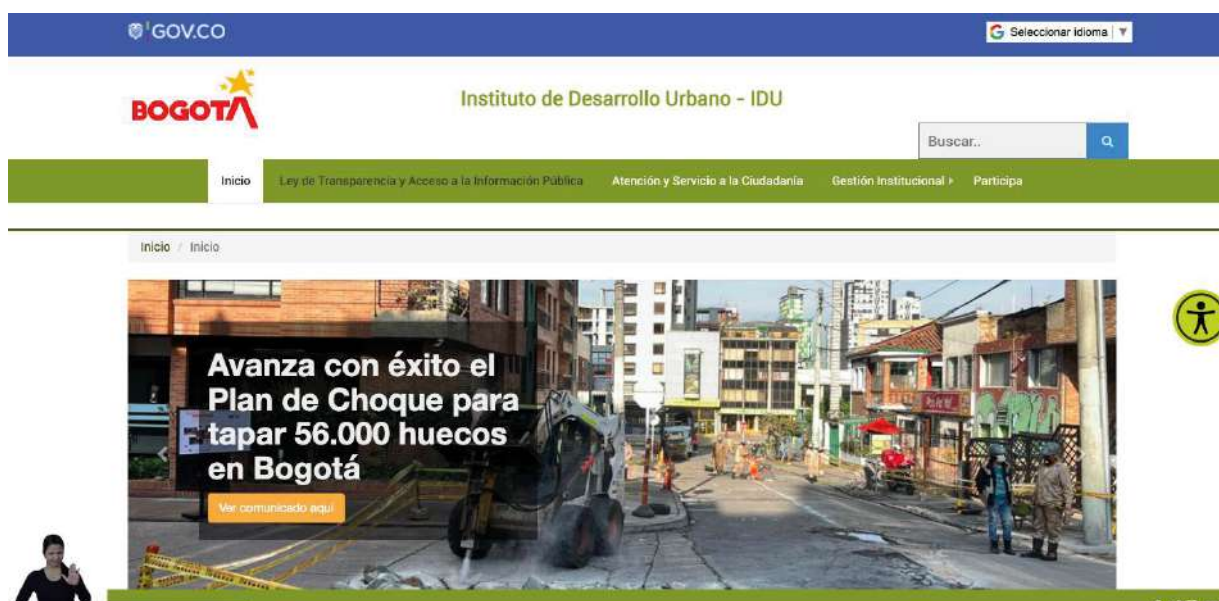 GOV.CO
Seleccionar idioma
BOGOTÁ
Instituto de Desarrollo Urbano - IDU
Buscar..
Inicio Ley de Transparencia y Acceso a la Información Pública Atención y Servicio a la Ciudadanía Gestión Institucional Participa
Inicio / Inicio
Avanza con éxito el
Plan de Choque para
tapar 56.000 huecos
en Bogotá
Ver comunicado aquí